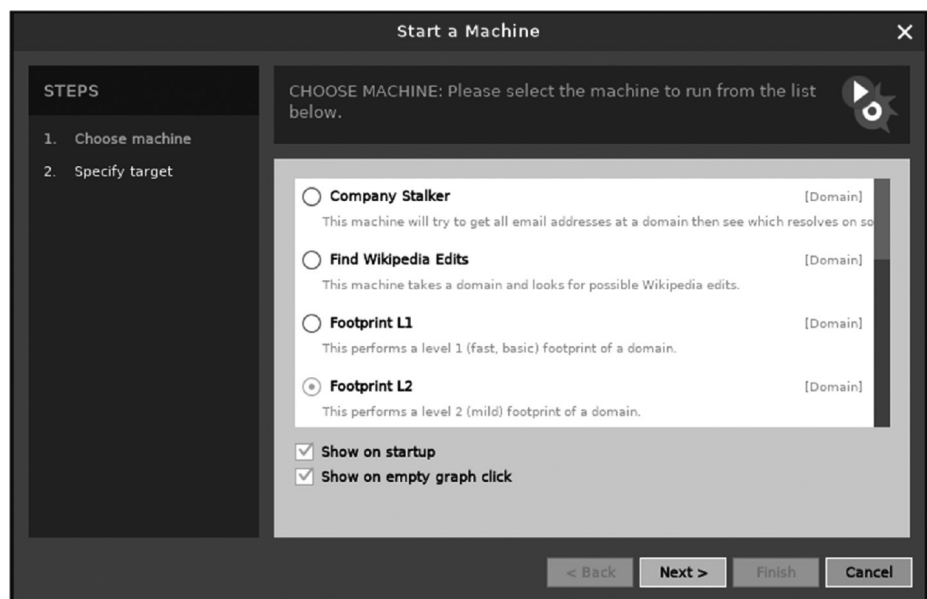 Start a Machine
STEPS
1. Choose machine
2. Specify target
CHOOSE MACHINE: Please select the machine to run from the list
below.
Company Stalker [Domain]
This machine will try to get all email addresses at a domain then see which resolves on so
Find Wikipedia Edits [Domain]
This machine takes a domain and looks for possible Wikipedia edits.
Footprint L1 [Domain]
This performs a level 1 (fast, basic) footprint of a domain.
Footprint L2 [Domain]
This performs a level 2 (mild) footprint of a domain.
Show on startup
Show on empty graph click
< Back Next > Finish Cancel